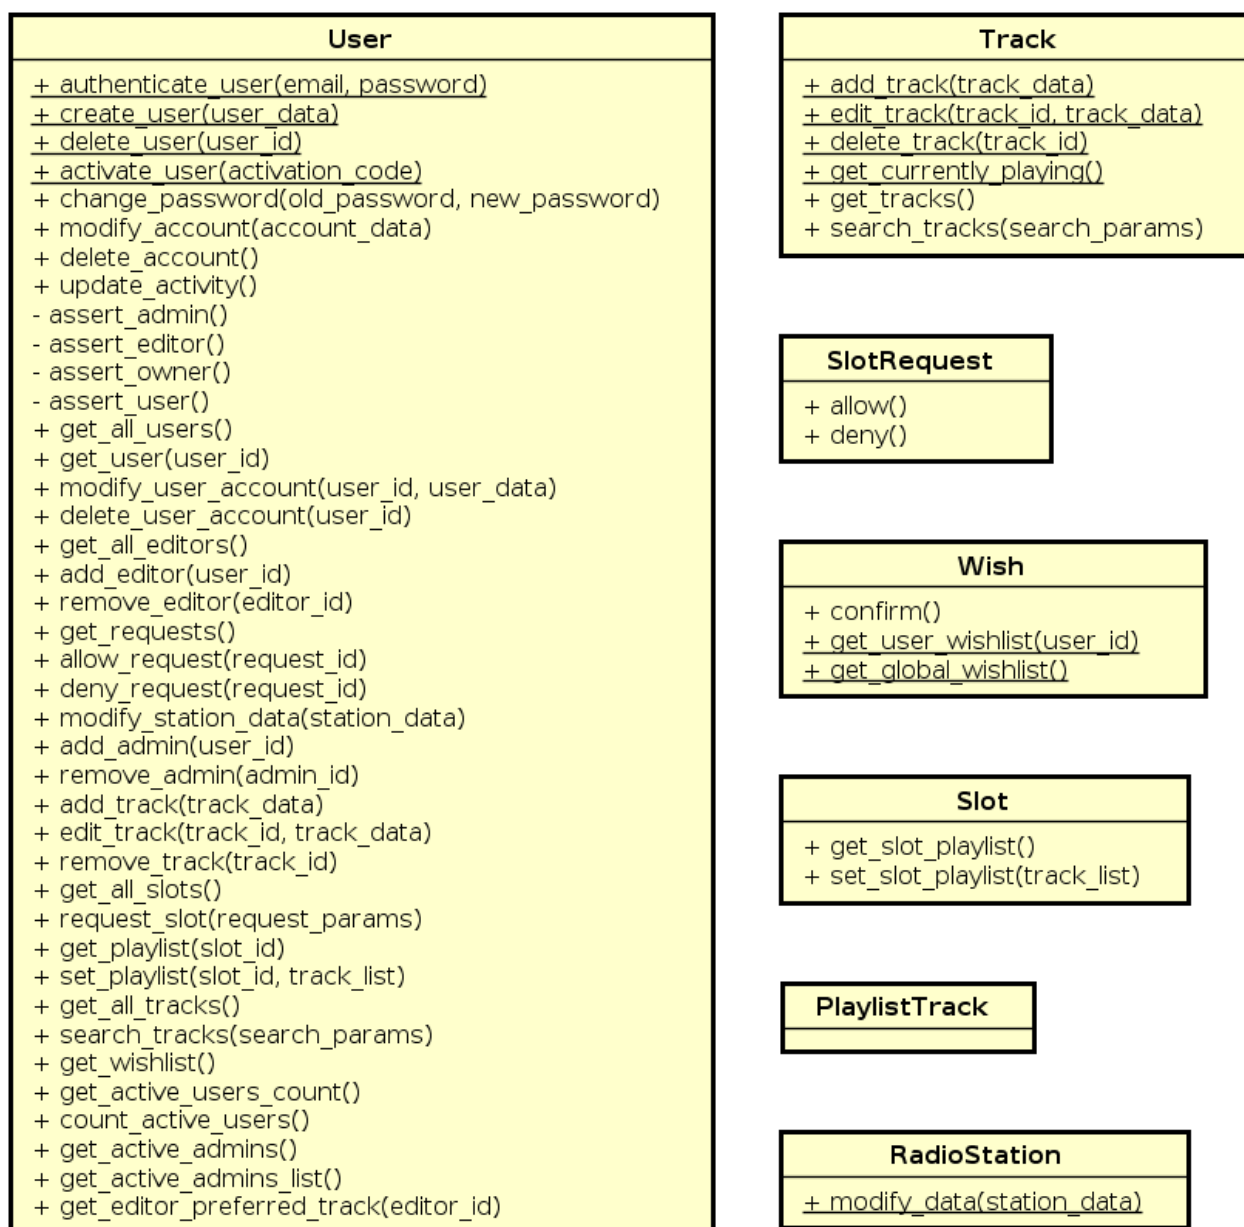 User
+ authenticate_user(email, password)
+ create_user(user_data)
+ delete_user(user_id)
+ activate_user(activation_code)
+ change_password(old_password, new_password)
+ modify_account(account_data)
+ delete_account()
+ update_activity()
- assert_admin()
- assert_editor()
- assert_owner()
- assert_user()
+ get_all_users()
+ get_user(user_id)
+ modify_user_account(user_id, user_data)
+ delete_user_account(user_id)
+ get_all_editors()
+ add_editor(user_id)
+ remove_editor(editor_id)
+ get_requests()
+ allow_request(request_id)
+ deny_request(request_id)
+ modify_station_data(station_data)
+ add_admin(user_id)
+ remove_admin(admin_id)
+ add_track(track_data)
+ edit_track(track_id, track_data)
+ remove_track(track_id)
+ get_all_slots()
+ request_slot(request_params)
+ get_playlist(slot_id)
+ set_playlist(slot_id, track_list)
+ get_all_tracks()
+ search_tracks(search_params)
+ get_wishlist()
+ get_active_users_count()
+ count_active_users()
+ get_active_admins()
+ get_active_admins_list()
+ get_editor_preferred_track(editor_id)
Track
+ add_track(track_data)
+ edit_track(track_id, track_data)
+ delete_track(track_id)
+ get_currently_playing()
+ get_tracks()
+ search_tracks(search_params)
SlotRequest
+ allow()
+ deny()
Wish
+ confirm()
+ get_user_wishlist(user_id)
+ get_global_wishlist()
Slot
+ get_slot_playlist()
+ set_slot_playlist(track_list)
PlaylistTrack
RadioStation
+ modify_data(station_data)